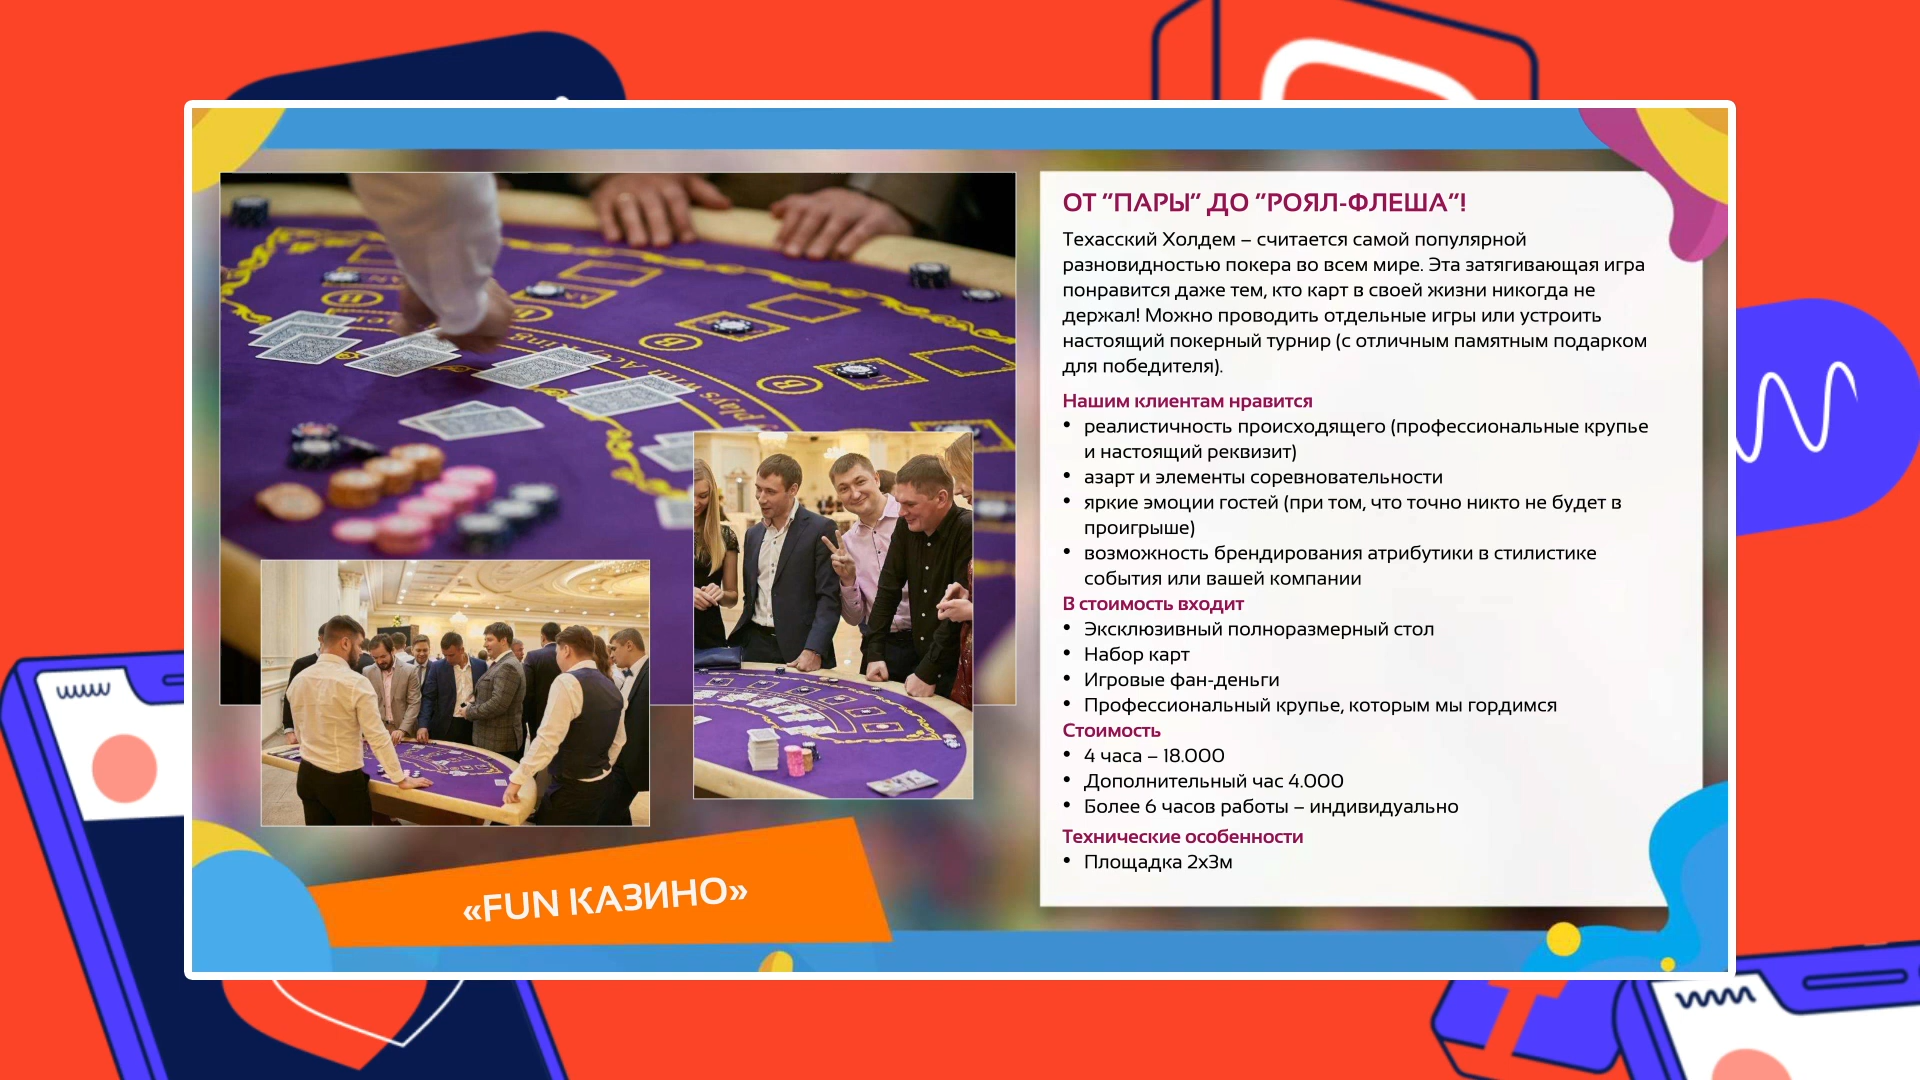 ОТ "ПАРЫ" ДО "РОЯЛ-ФЛЕША"!
Техасский Холдем – считается самой популярной
разновидностью покера во всем мире. Эта затягивающая игра
понравится даже тем, кто карт в своей жизни никогда не
держал! Можно проводить отдельные игры или устроить
настоящий покерный турнир (с отличным памятным подарком
для победителя).
Нашим клиентам нравится
• реалистичность происходящего (профессиональные крупье
и настоящий реквизит)
• азарт и элементы соревновательности
• яркие эмоции гостей (при том, что точно никто не будет в
проигрыше)
• возможность брендирования атрибутики в стилистике
события или вашей компании
В стоимость входит
• Эксклюзивный полноразмерный стол
• Набор карт
• Игровые фан-деньги
• Профессиональный крупье, которым мы гордимся
Стоимость
• 4 часа – 18.000
• Дополнительный час 4.000
• Более 6 часов работы – индивидуально
Технические особенности
• Площадка 2х3м
«FUN КАЗИНО»